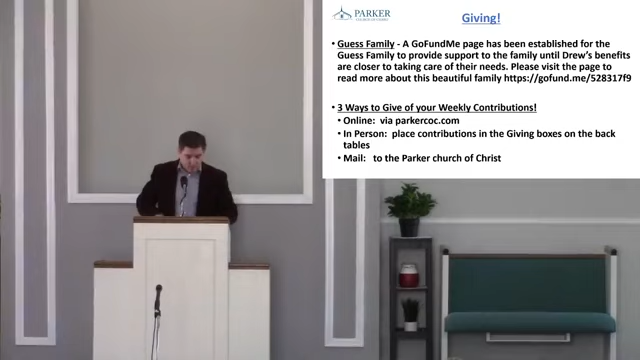 PARKER
CHURCH OF CHRIST
Giving!
• Guess Family - A GoFundMe page has been established for the
Guess Family to provide support to the family until Drew's benefits
are closer to taking care of their needs. Please visit the page to
read more about this beautiful family https://gofund.me/528317f9
• 3 Ways to Give of your Weekly Contributions!
• Online: via parkercoc.com
• In Person: place contributions in the Giving boxes on the back
tables
• Mail: to the Parker church of Christ